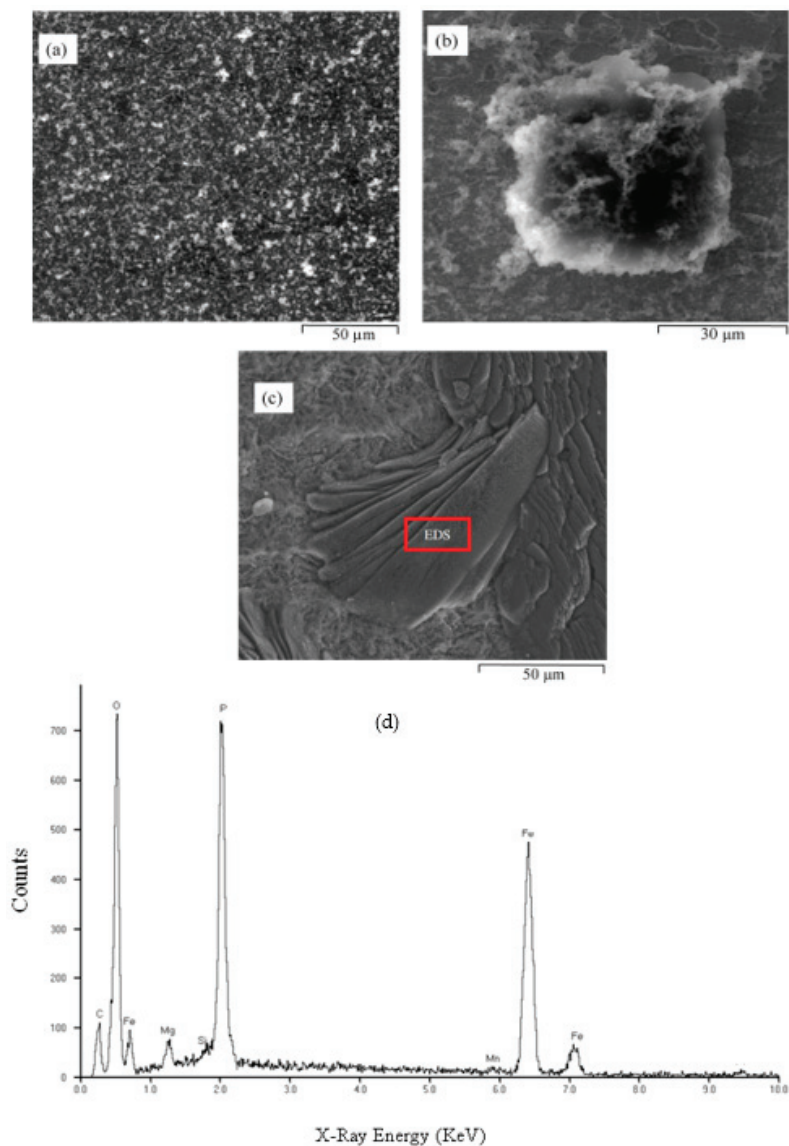 (a)
(b)
50 µm
30 µm
(c)
EDS
50 µm
(d)
O
P
Fe
C
Fe
Mg
Si
Mn
Fe
700
600
500
400
300
200
100
0
Counts
0.0 1.0 2.0 3.0 4.0 5.0 6.0 7.0 8.0 9.0 10.0
X-Ray Energy (KeV)